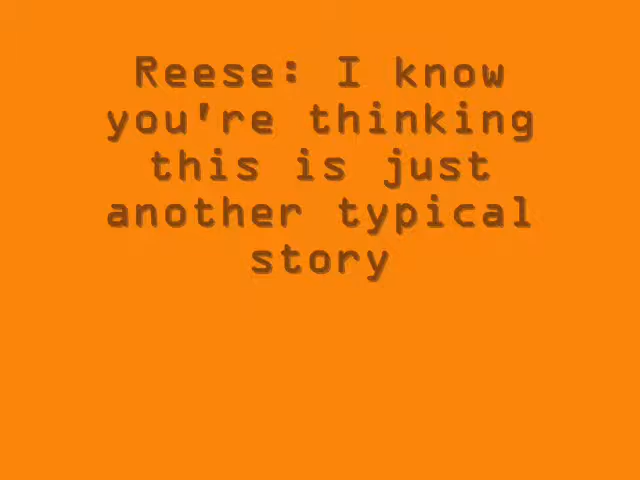 Reese: I know
you're thinking
this is just
another typical
story